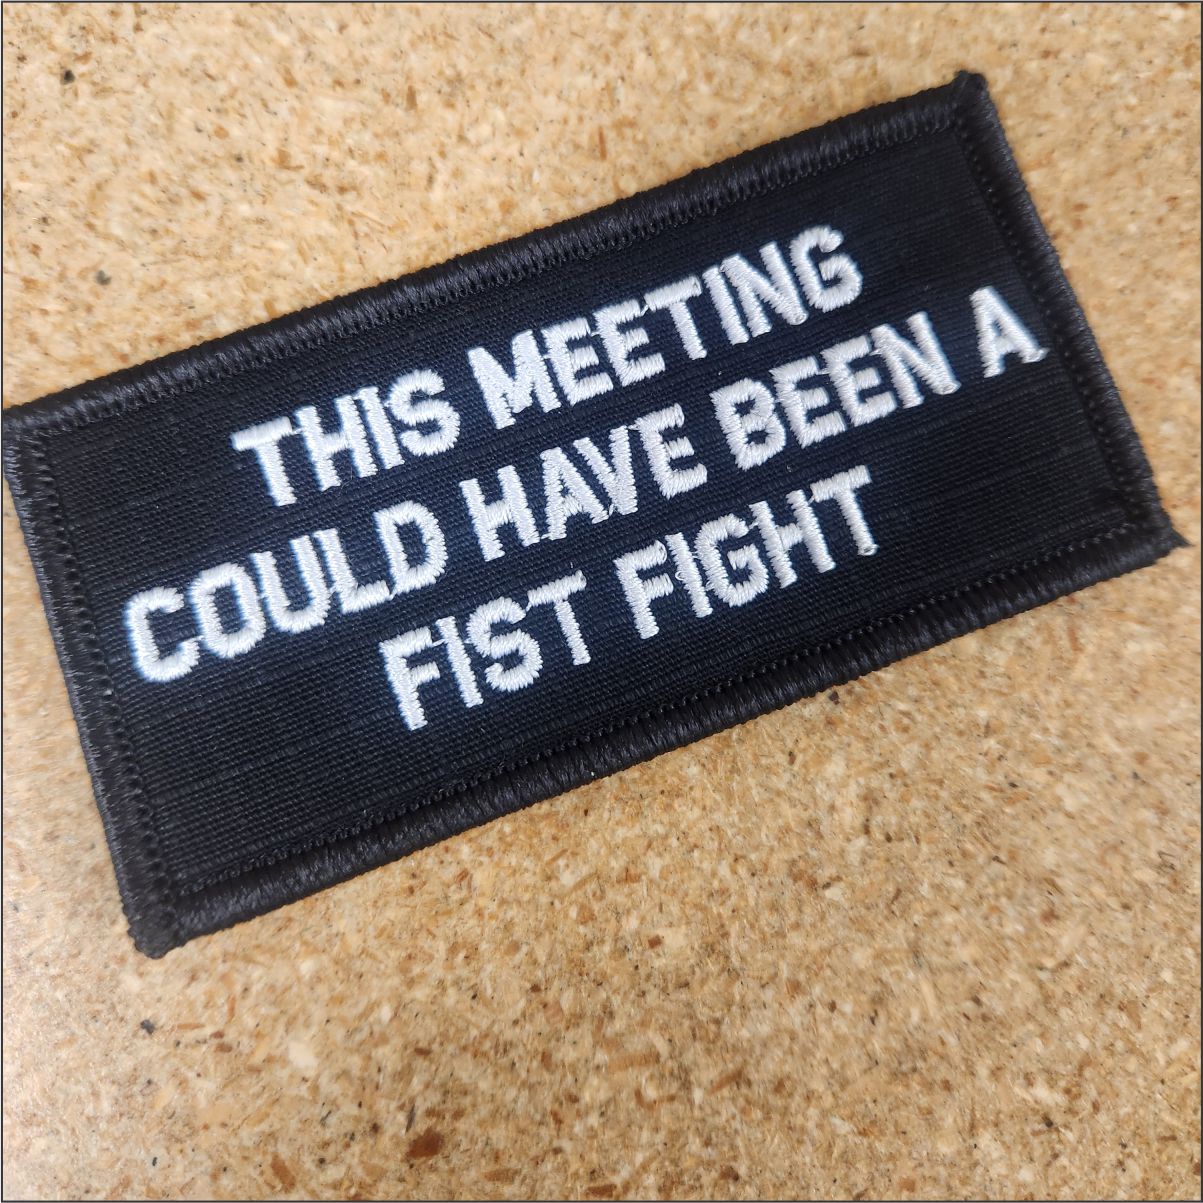 THIS MEETING
COULD HAVE BEEN A
FIST FIGHT